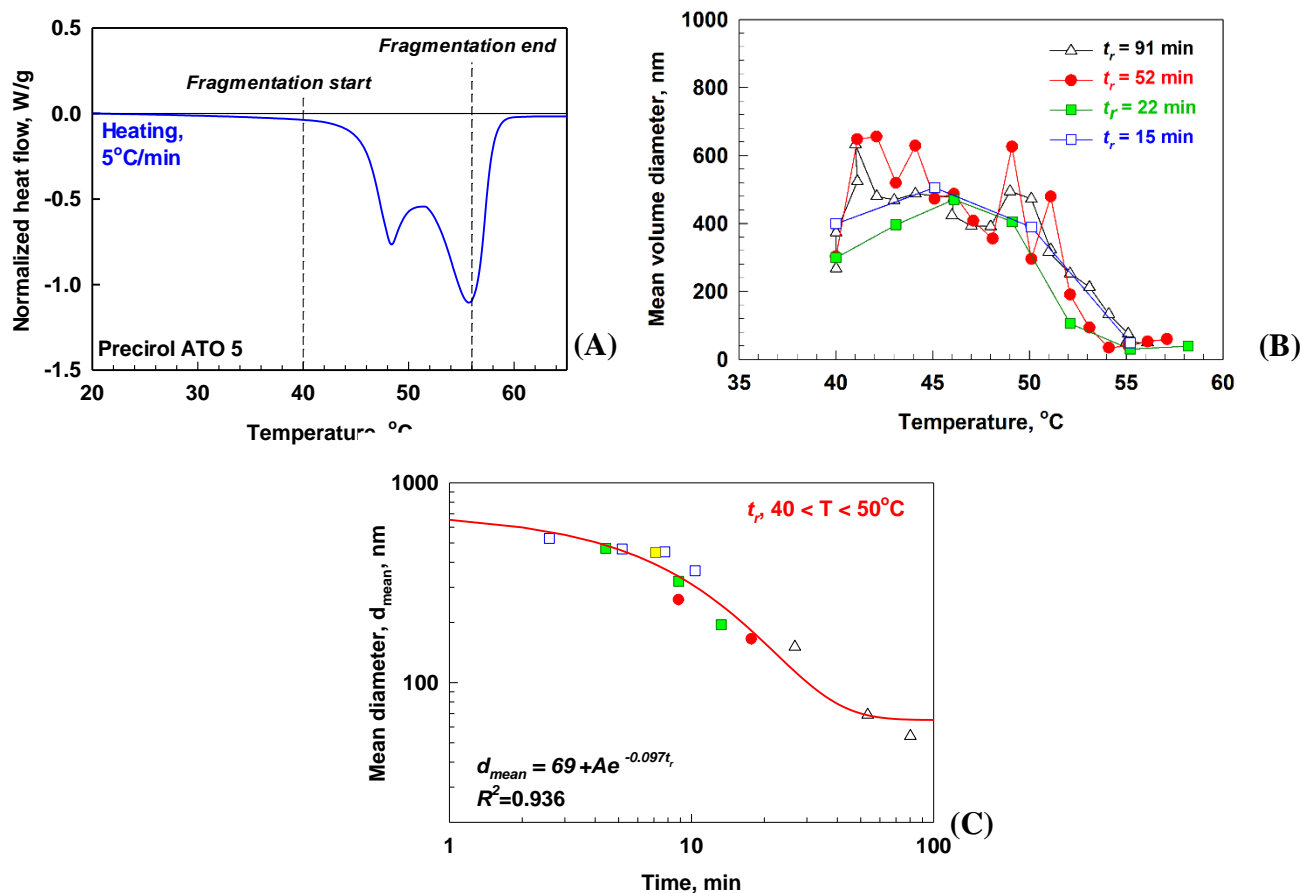 0.5
0.0
-0.5
-1.0
-1.5
Normalized heat flow, W/g
Fragmentation end
Fragmentation start
Heating,
5°C/min
Precirol ATO 5
20 30 40 50 60
Temperature, °C
(A)
1000
800
600
400
200
0
Mean volume diameter, nm
t_r = 91 min
t_r = 52 min
t_r = 22 min
t_r = 15 min
35 40 45 50 55 60
Temperature, °C
(B)
1000
100
Mean diameter, d_mean, nm
t_r, 40 < T < 50°C
d_mean = 69 +Ae^-0.097t_r
R²=0.936
1 10 100
Time, min
(C)